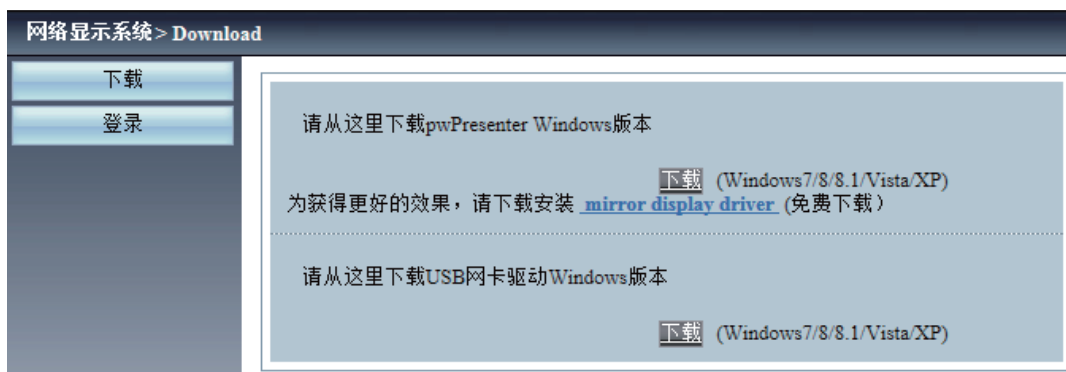 网络显示系统> Download
下载
登录
请从这里下载pwPresenter Windows版本
下载 (Windows7/8/8.1/Vista/XP)
为获得更好的效果，请下载安装 mirror display driver (免费下载）
请从这里下载USB网卡驱动Windows版本
下载 (Windows7/8/8.1/Vista/XP)